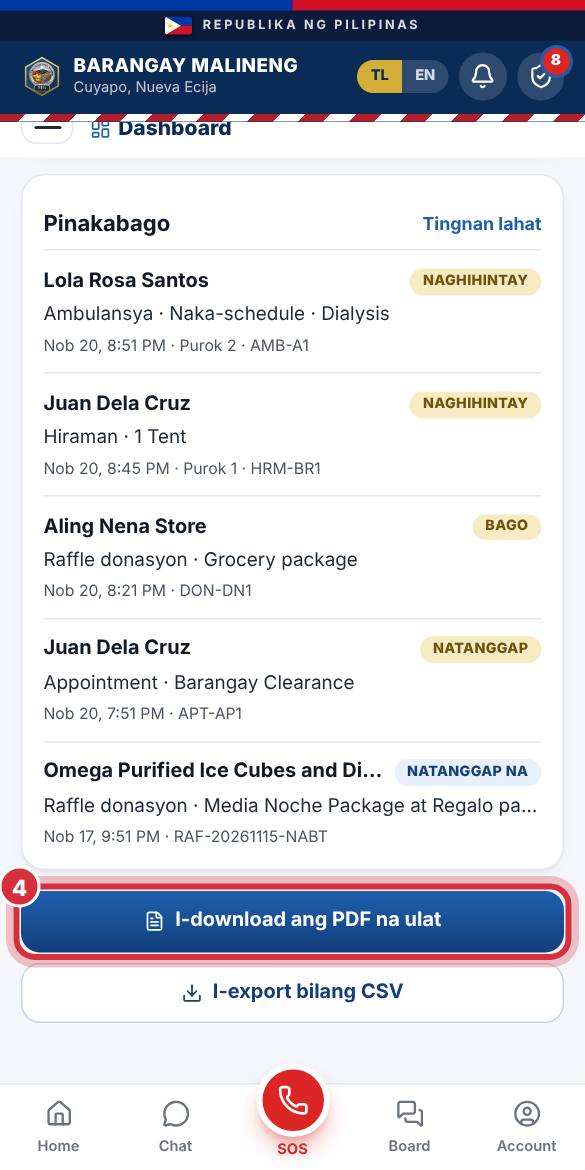 REPUBLIKA NG PILIPINAS
BARANGAY MALINENG
Cuyapo, Nueva Ecija
TL EN
8
Dashboard
Pinakabago
Tingnan lahat
Lola Rosa Santos
NAGHIHINTAY
Ambulansya · Naka-schedule · Dialysis
Nob 20, 8:51 PM · Purok 2 · AMB-A1
Juan Dela Cruz
NAGHIHINTAY
Hiraman · 1 Tent
Nob 20, 8:45 PM · Purok 1 · HRM-BR1
Aling Nena Store
BAGO
Raffle donasyon · Grocery package
Nob 20, 8:21 PM · DON-DN1
Juan Dela Cruz
NATANGGAP
Appointment · Barangay Clearance
Nob 20, 7:51 PM · APT-AP1
Omega Purified Ice Cubes and Di...
NATANGGAP NA
Raffle donasyon · Media Noche Package at Regalo pa...
Nob 17, 9:51 PM · RAF-20261115-NABT
4
I-download ang PDF na ulat
I-export bilang CSV
Home
Chat
SOS
Board
Account